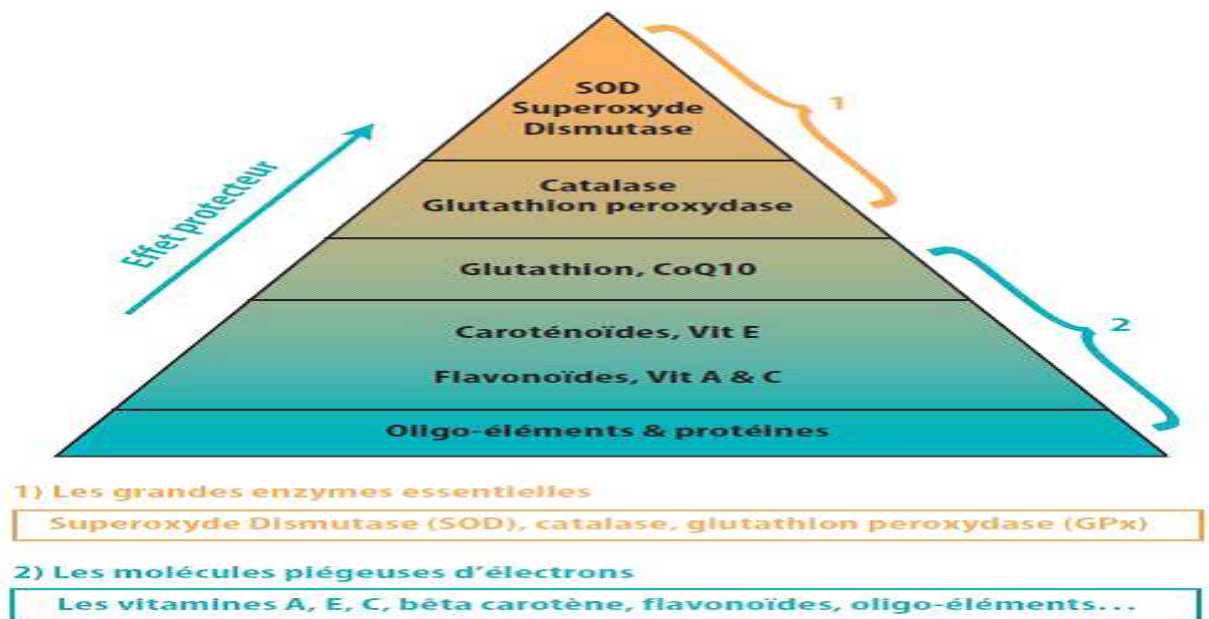 SOD
Superoxyde
Dismutase
1
Catalase
Glutathion peroxydase
Effet protecteur
Glutathion, CoQ10
2
Caroténoïdes, Vit E
Flavonoïdes, Vit A & C
Oligo-éléments & protéines
1) Les grandes enzymes essentielles
Superoxyde Dismutase (SOD), catalase, glutathion peroxydase (GPx)
2) Les molécules piégeuses d'électrons
Les vitamines A, E, C, bêta carotène, flavonoïdes, oligo-éléments...